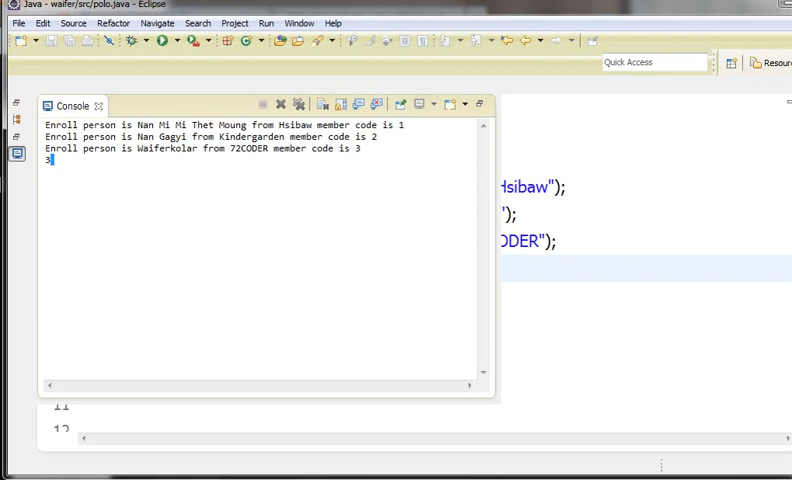 Java - waifer/src/polo.java - Eclipse
File Edit Source Refactor Navigate Search Project Run Window Help
Quick Access
Resour
Console
Enroll person is Nan Mi Mi Thet Moung from Hsibaw member code is 1
Enroll person is Nan Gagyi from Kindergarden member code is 2
Enroll person is Waiferkolar from 72CODER member code is 3
3
Hsibaw");
");
ODER");
11
12